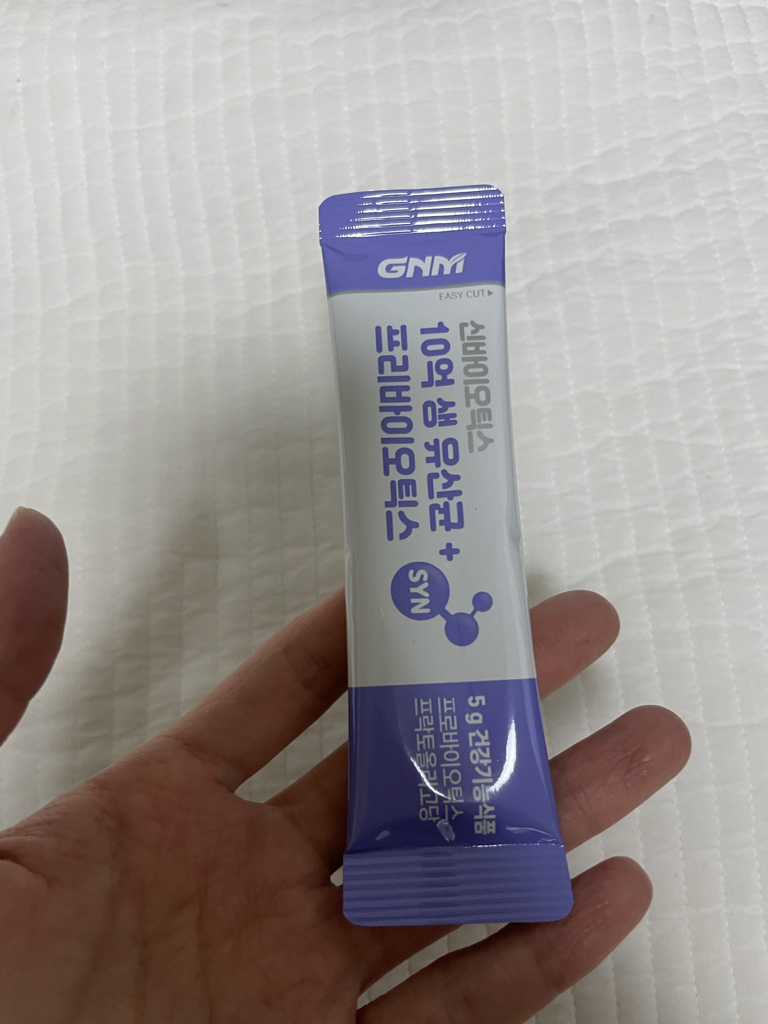 GNM
EASY CUT ▶
신바이오틱스
10억 생 유산균 +
프리바이오틱스
SYN
5 g 건강기능식품
프로바이오틱스
프락토올리고당